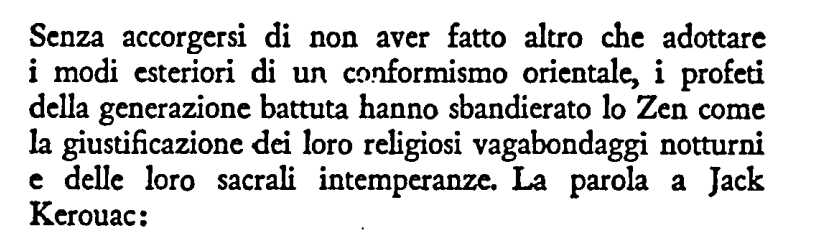 Senza accorgersi di non aver fatto altro che adottare
i modi esteriori di un conformismo orientale, i profeti
della generazione battuta hanno sbandierato lo Zen come
la giustificazione dei loro religiosi vagabondaggi notturni
e delle loro sacrali intemperanze. La parola a Jack
Kerouac: